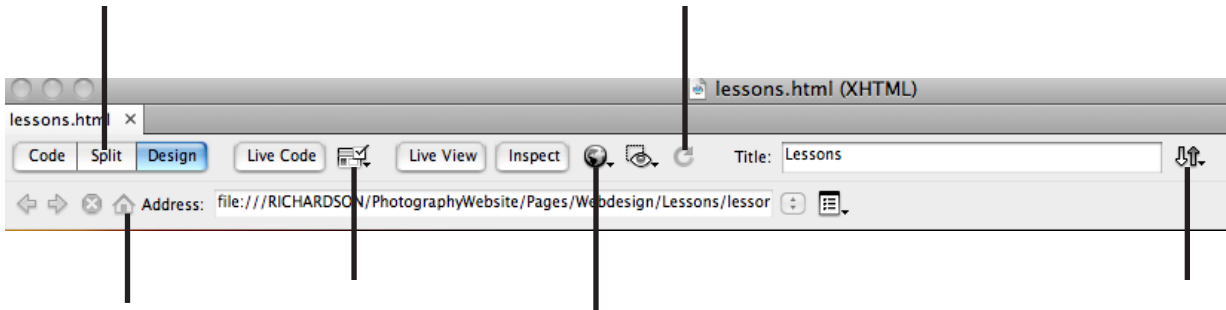 lessons.html (XHTML)
lessons.html ×
Code Split Design Live Code Live View Inspect Title: Lessons
Address: file:///RICHARDSON/PhotographyWebsite/Pages/Webdesign/Lessons/lessor